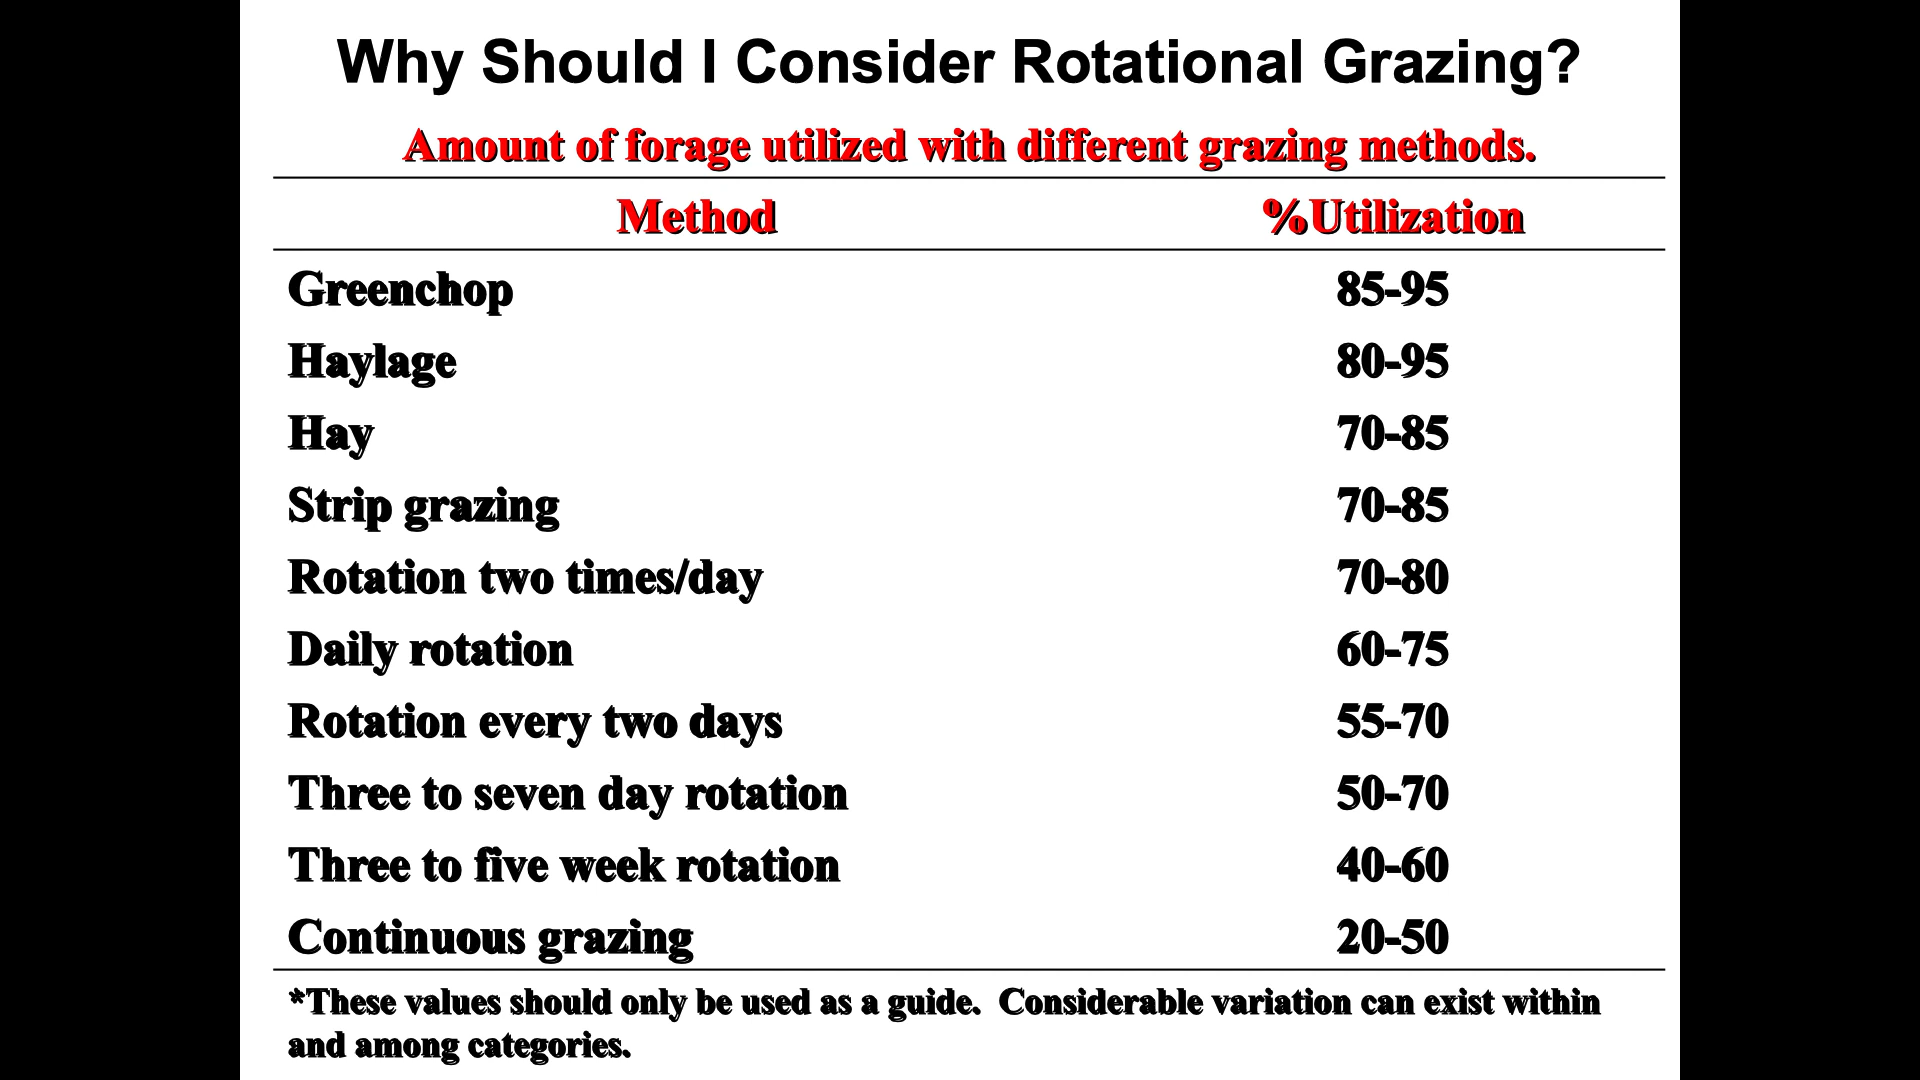 Why Should I Consider Rotational Grazing?
Amount of forage utilized with different grazing methods.
Method %Utilization
Greenchop 85-95
Haylage 80-95
Hay 70-85
Strip grazing 70-85
Rotation two times/day 70-80
Daily rotation 60-75
Rotation every two days 55-70
Three to seven day rotation 50-70
Three to five week rotation 40-60
Continuous grazing 20-50
*These values should only be used as a guide.  Considerable variation can exist within
and among categories.